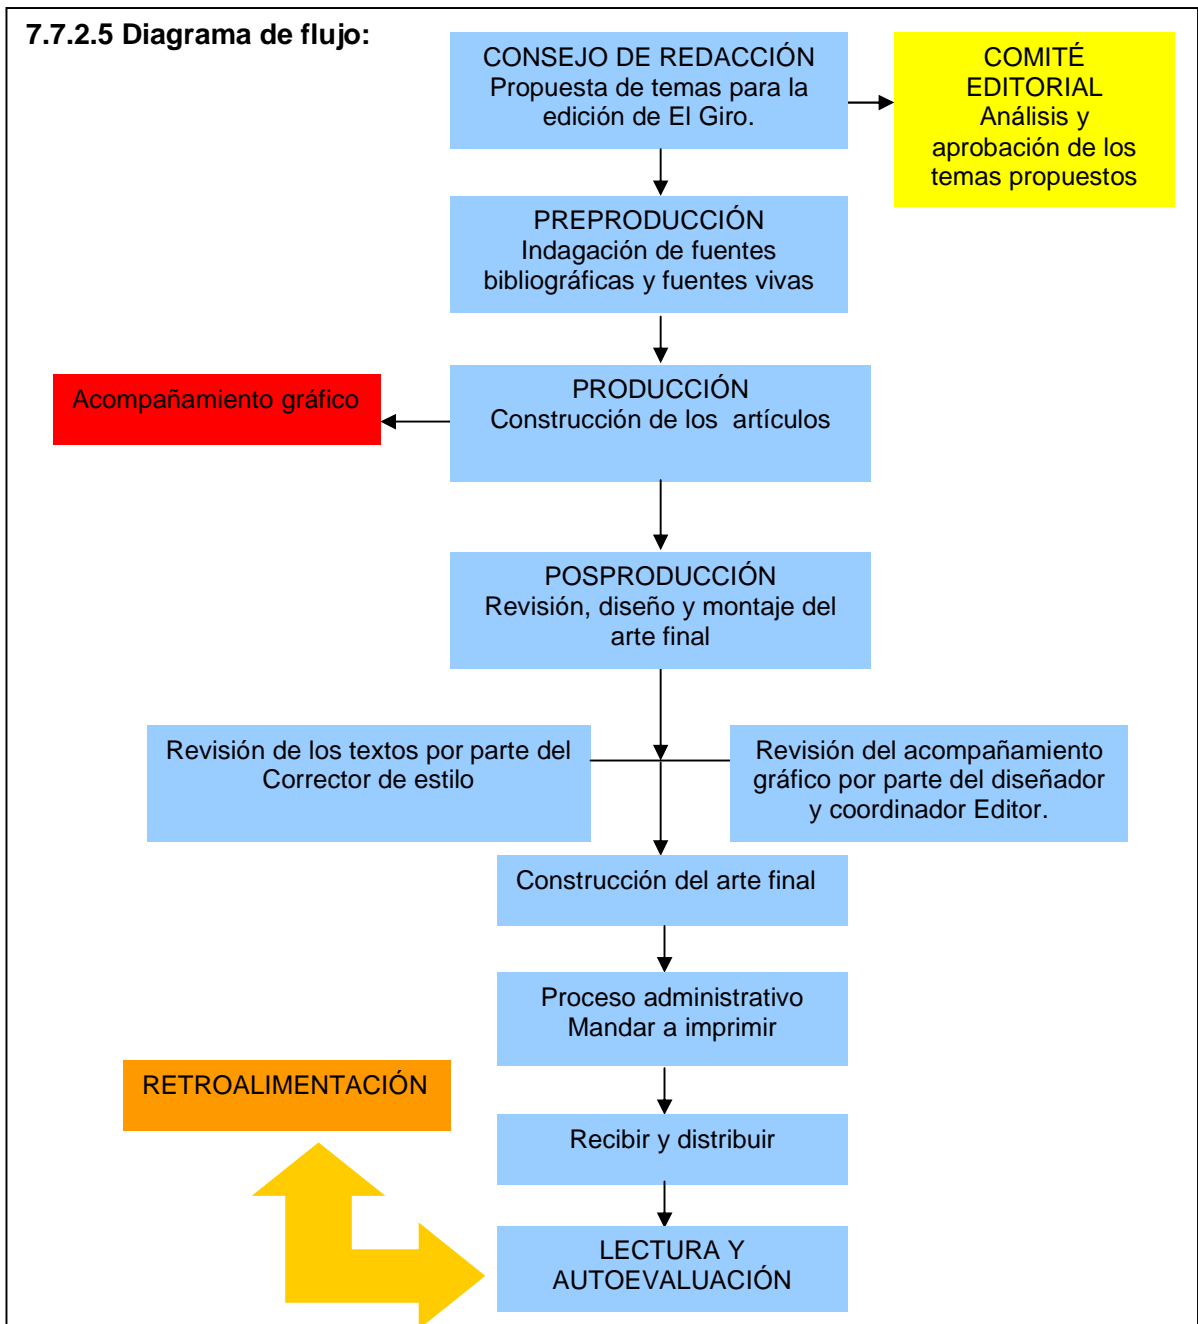 7.7.2.5 Diagrama de flujo:
CONSEJO DE REDACCIÓN
Propuesta de temas para la
edición de El Giro.
COMITÉ
EDITORIAL
Análisis y
aprobación de los
temas propuestos
PREPRODUCCIÓN
Indagación de fuentes
bibliográficas y fuentes vivas
Acompañamiento gráfico
PRODUCCIÓN
Construcción de los  artículos
POSPRODUCCIÓN
Revisión, diseño y montaje del
arte final
Revisión de los textos por parte del
Corrector de estilo
Revisión del acompañamiento
gráfico por parte del diseñador
y coordinador Editor.
Construcción del arte final
Proceso administrativo
Mandar a imprimir
RETROALIMENTACIÓN
Recibir y distribuir
LECTURA Y
AUTOEVALUACIÓN